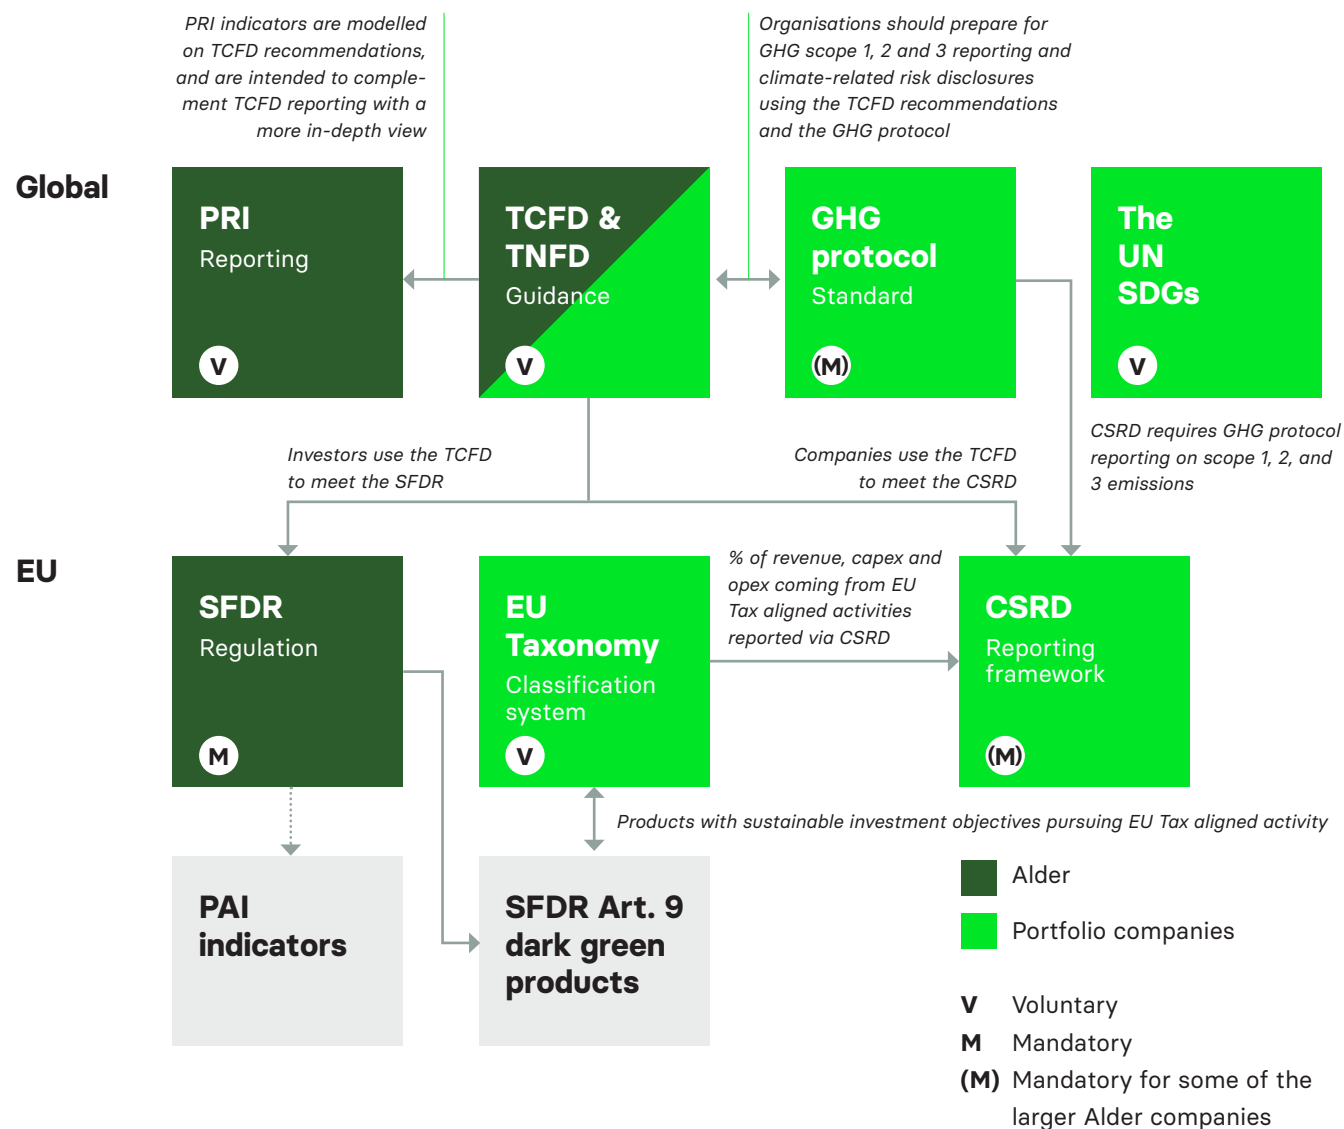 PRI indicators are modelled
on TCFD recommendations,
and are intended to comple-
ment TCFD reporting with a
more in-depth view
Organisations should prepare for
GHG scope 1, 2 and 3 reporting and
climate-related risk disclosures
using the TCFD recommendations
and the GHG protocol
Global
PRI
Reporting
V
TCFD &
TNFD
Guidance
V
GHG
protocol
Standard
(M)
The
UN
SDGs
V
Investors use the TCFD
to meet the SFDR
Companies use the TCFD
to meet the CSRD
CSRD requires GHG protocol
reporting on scope 1, 2, and
3 emissions
EU
SFDR
Regulation
M
EU
Taxonomy
Classification
system
V
% of revenue, capex and
opex coming from EU
Tax aligned activities
reported via CSRD
CSRD
Reporting
framework
(M)
Products with sustainable investment objectives pursuing EU Tax aligned activity
PAI
indicators
SFDR Art. 9
dark green
products
Alder
Portfolio companies
V Voluntary
M Mandatory
(M) Mandatory for some of the
larger Alder companies